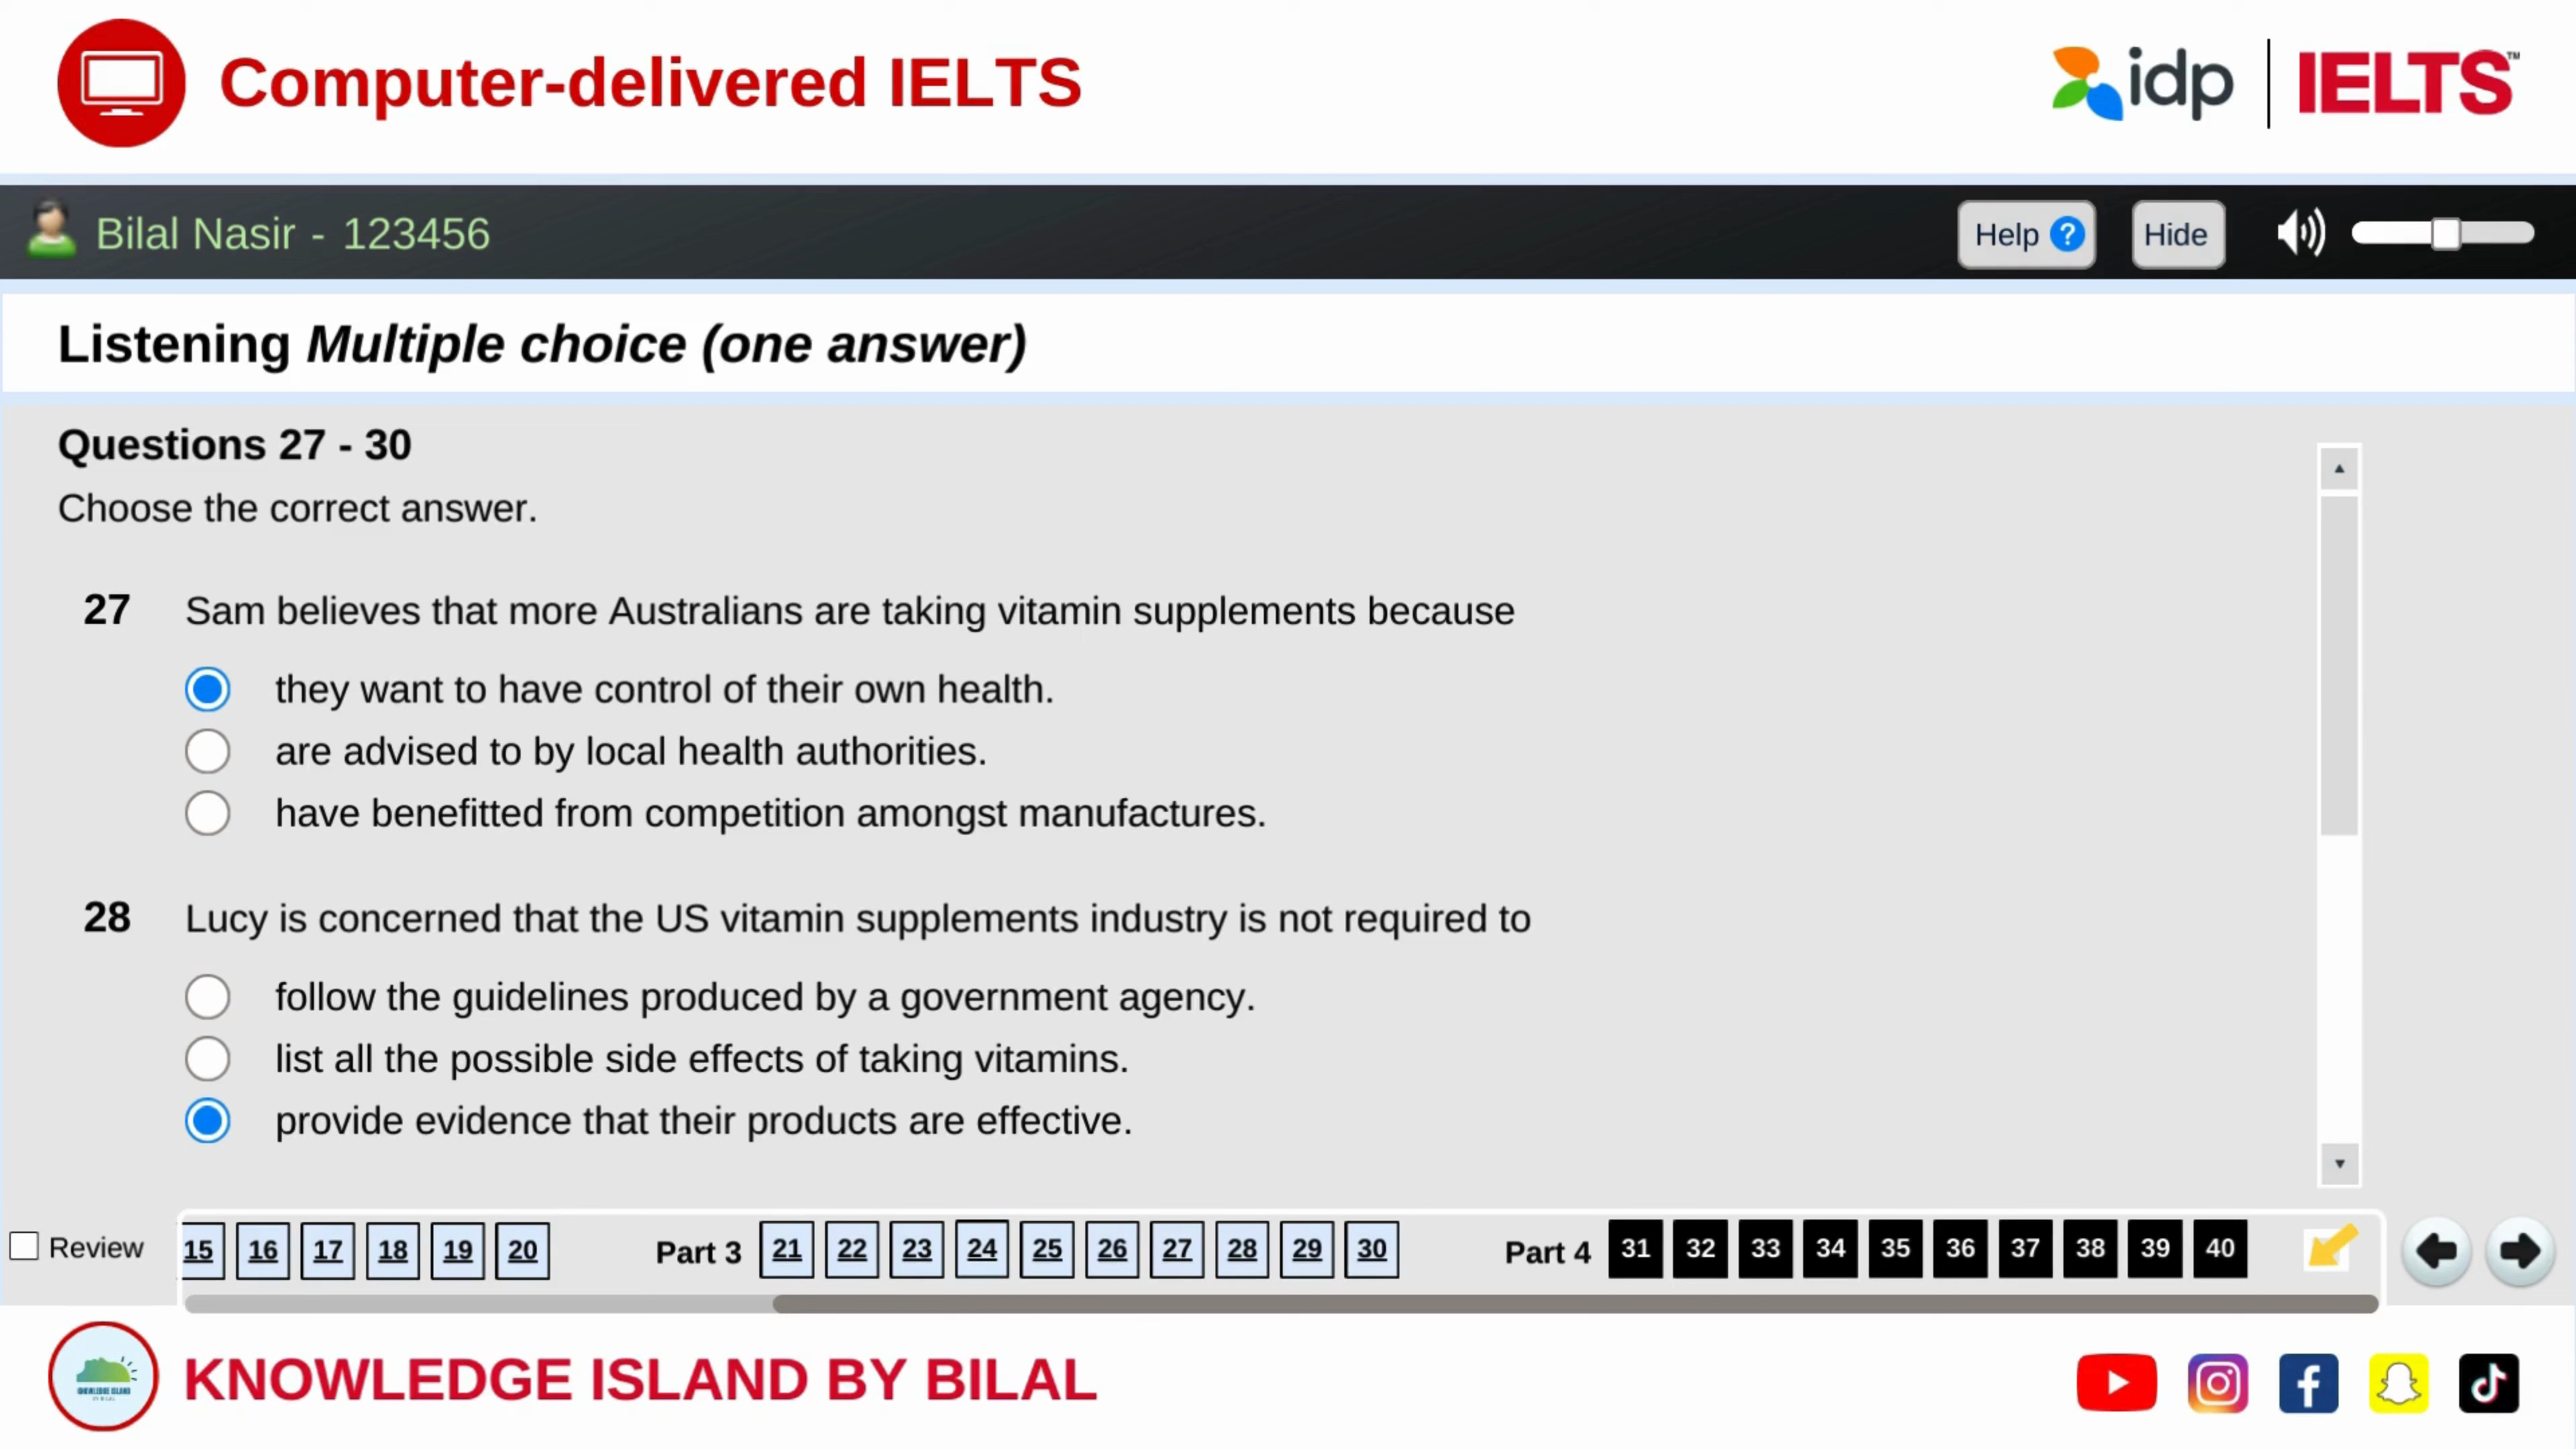 Computer-delivered IELTS
idp IELTS™
Bilal Nasir - 123456
Help ?
Hide
Listening Multiple choice (one answer)
Questions 27 - 30
Choose the correct answer.
27 Sam believes that more Australians are taking vitamin supplements because
they want to have control of their own health.
are advised to by local health authorities.
have benefitted from competition amongst manufactures.
28 Lucy is concerned that the US vitamin supplements industry is not required to
follow the guidelines produced by a government agency.
list all the possible side effects of taking vitamins.
provide evidence that their products are effective.
Review 15 16 17 18 19 20 Part 3 21 22 23 24 25 26 27 28 29 30 Part 4 31 32 33 34 35 36 37 38 39 40
KNOWLEDGE ISLAND
BY BILAL
KNOWLEDGE ISLAND BY BILAL